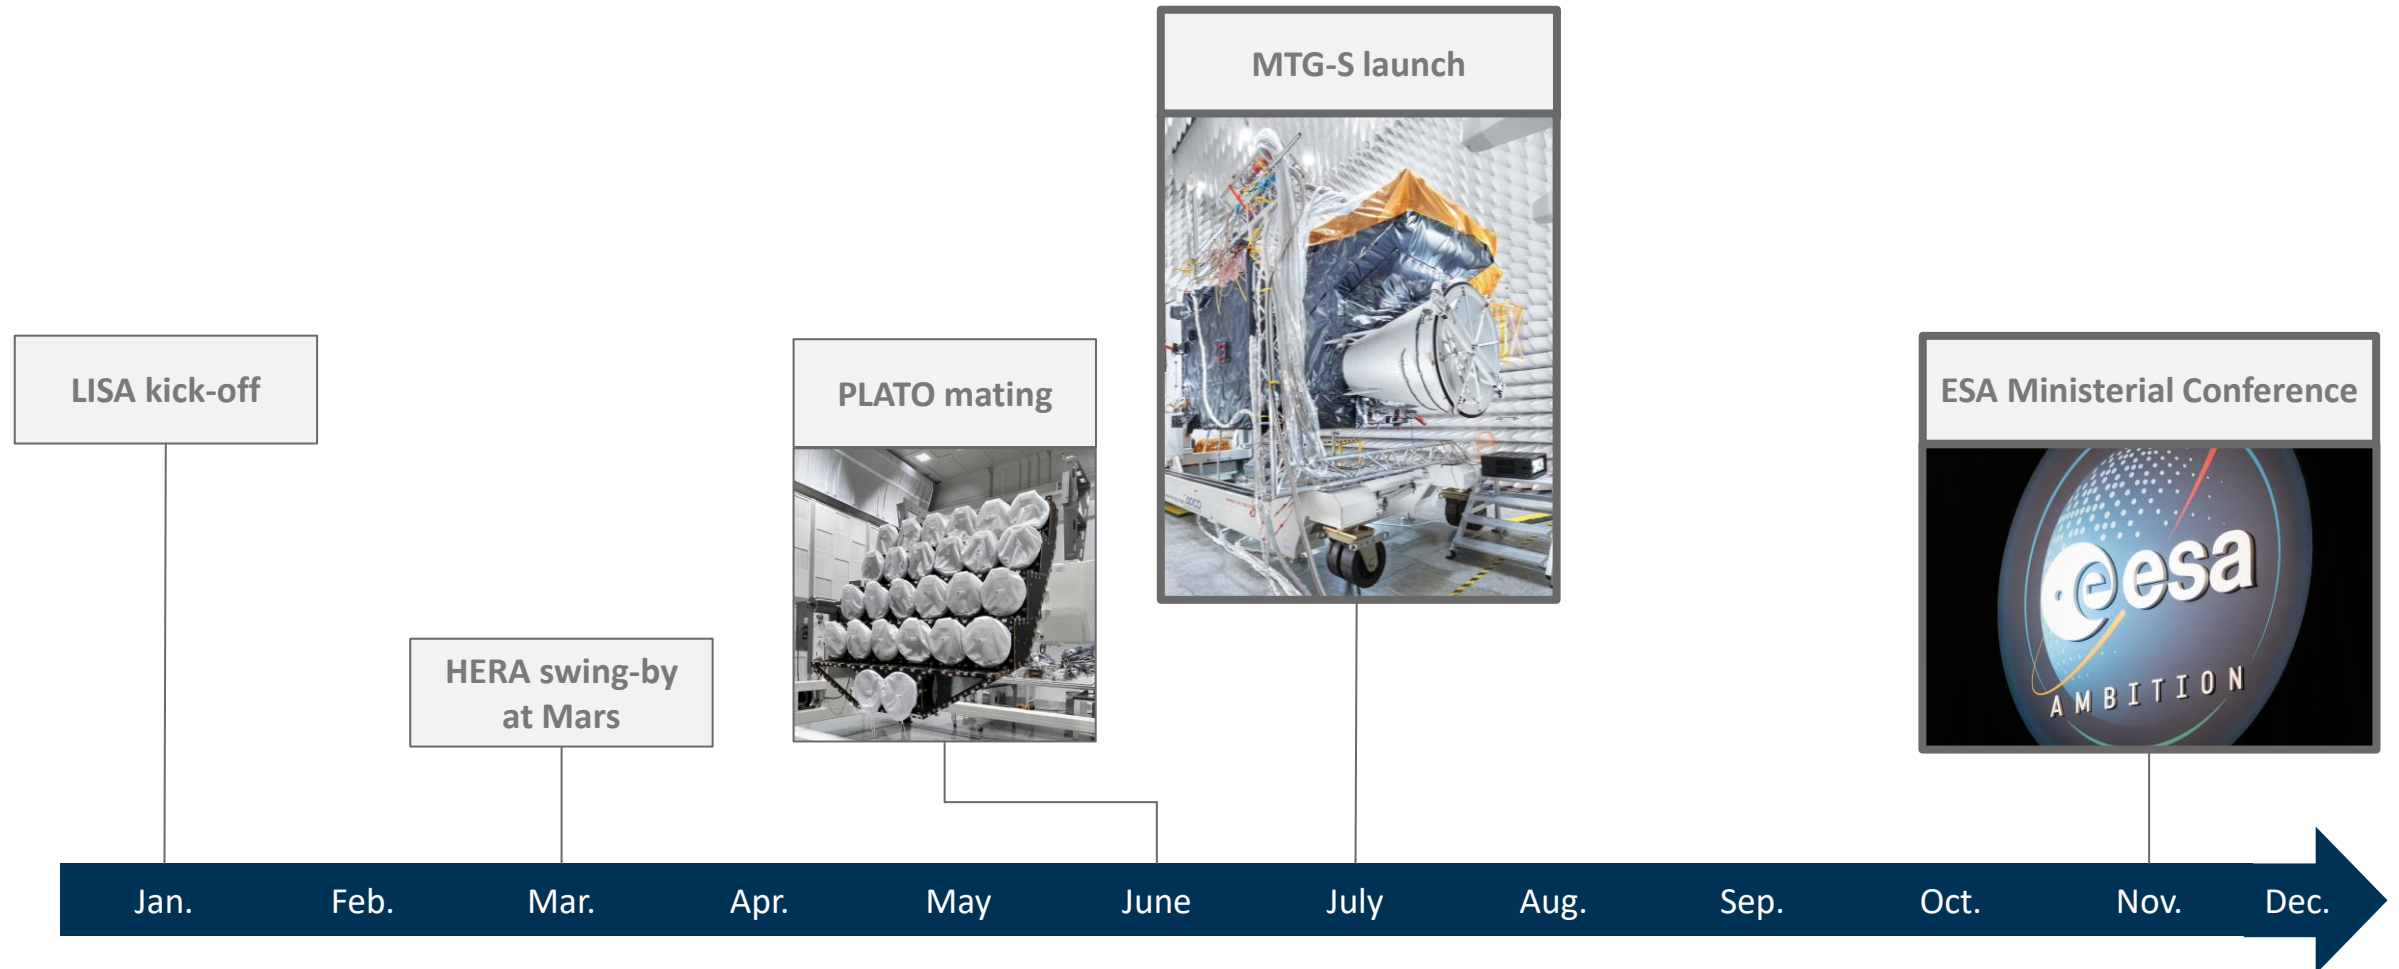 MTG-S launch
LISA kick-off
PLATO mating
ESA Ministerial Conference
HERA swing-by
at Mars
esa
AMBITION
Jan.
Feb.
Mar.
Apr.
May
June
July
Aug.
Sep.
Oct.
Nov.
Dec.